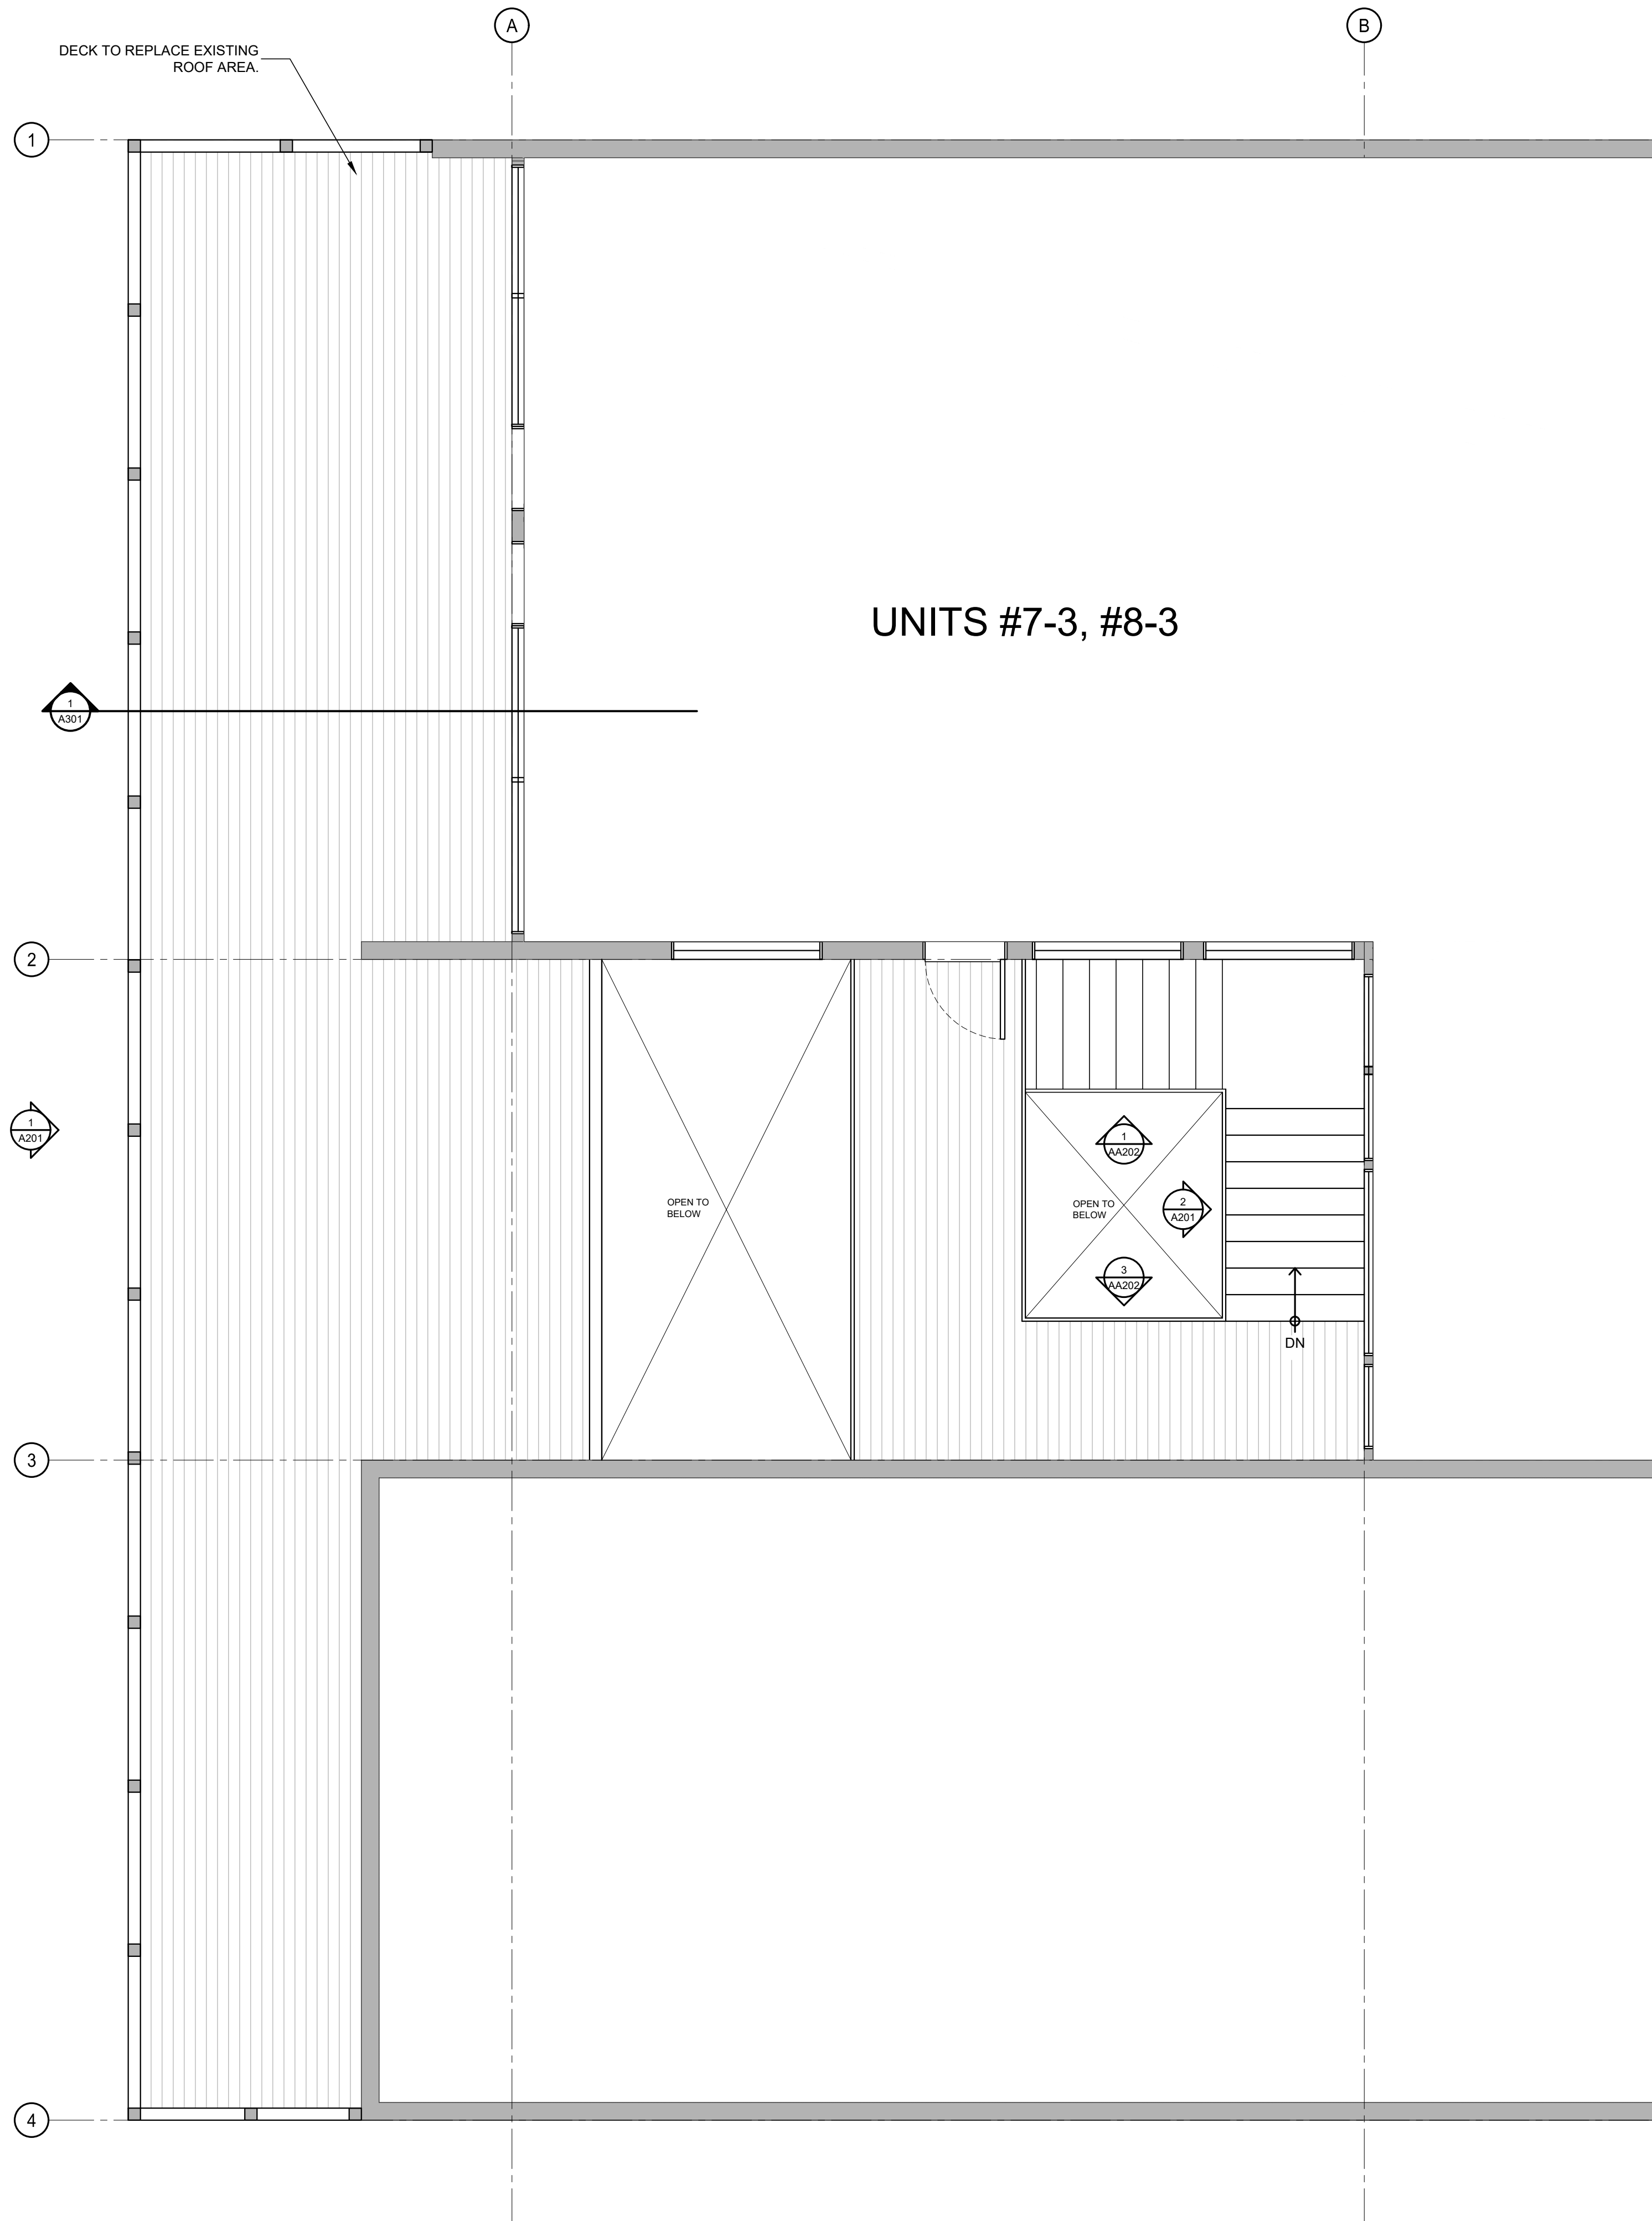 A
B
DECK TO REPLACE EXISTING
ROOF AREA.
1
UNITS #7-3, #8-3
1
A301
2
1
A201
1
AA202
OPEN TO
BELOW
OPEN TO
BELOW
2
A201
3
AA202
DN
3
4